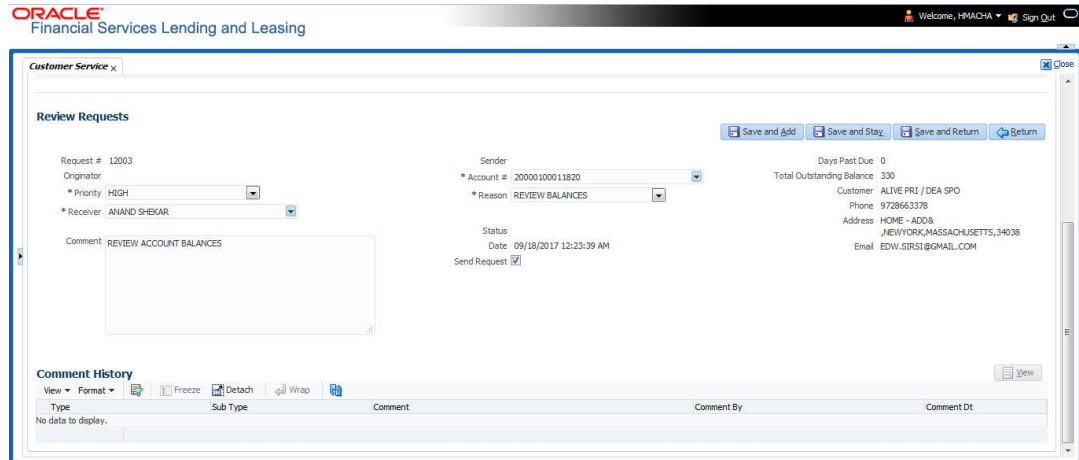 ORACLE®
Financial Services Lending and Leasing
Welcome, HMACHA Sign Out
Customer Service x
Close
Review Requests
Save and Add Save and Stay Save and Return Return
Request # 12003
Originator
* Priority HIGH
* Receiver ANAND SHEKAR
Comment REVIEW ACCOUNT BALANCES
Sender
* Account # 20000100011820
* Reason REVIEW BALANCES
Status
Date 09/18/2017 12:23:39 AM
Send Request
Days Past Due 0
Total Outstanding Balance 330
Customer ALIVE PRI / DEA SPO
Phone 9728663378
Address HOME - ADD&
,NEWYORK,MASSACHUSETTS,34038
Email EDW.SIRSI@GMAIL.COM
Comment History
View
View Format Freeze Detach Wrap
Type Sub Type Comment Comment By Comment Dt
No data to display.